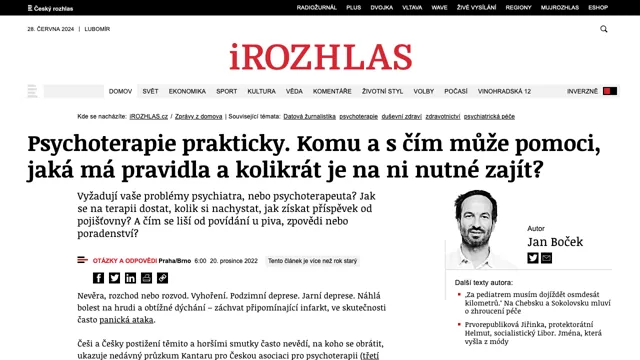 Český rozhlas
RADIOŽURNÁL PLUS DVOJKA VLTAVA WAVE ŽIVÉ VYSÍLÁNÍ REGIONY MUJROZHLAS ESHOP
28. ČERVNA 2024 | LUBOMÍR
iROZHLAS
DOMOV SVĚT EKONOMIKA SPORT KULTURA VĚDA KOMENTÁŘE ŽIVOTNÍ STYL VOLBY POČASÍ VINOHRADSKÁ 12 INVERZNĚ
Kde se nacházíte: iROZHLAS.cz / Zprávy z domova | Související témata: Datová žurnalistika psychoterapie duševní zdraví zdravotnictví psychiatrická péče
Psychoterapie prakticky. Komu a s čím může pomoci,
jaká má pravidla a kolikrát je na ni nutné zajít?
Vyžadují vaše problémy psychiatra, nebo psychoterapeuta? Jak
se na terapii dostat, kolik si nachystat, jak získat příspěvek od
pojišťovny? A čím se liší od povídání u piva, zpovědi nebo
poradenství?
OTÁZKY A ODPOVĚDI Praha/Brno 6:00 20. prosince 2022 Tento článek je více než rok starý
Nevěra, rozchod nebo rozvod. Vyhoření. Podzimní deprese. Jarní deprese. Náhlá
bolest na hrudi a obtížné dýchání – záchvat připomínající infarkt, ve skutečnosti
často panická ataka.
Češi a Češky postižení těmito a horšími smutky často nevědí, na koho se obrátit,
ukazuje nedávný průzkum Kantaru pro Českou asociaci pro psychoterapii (třetí
Autor
Jan Boček
Další texty autora:
‚Za pediatrem musím dojíždět osmdesát
kilometrů.‘ Na Chebsku a Sokolovsku mluví
o zhroucení péče
Prvorepubliková Jiřinka, protektorátní
Helmut, socialistický Libor. Jména, která
vyšla z módy